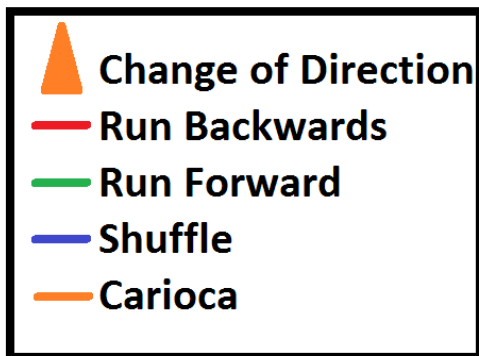 Change of Direction
Run Backwards
Run Forward
Shuffle
Carioca